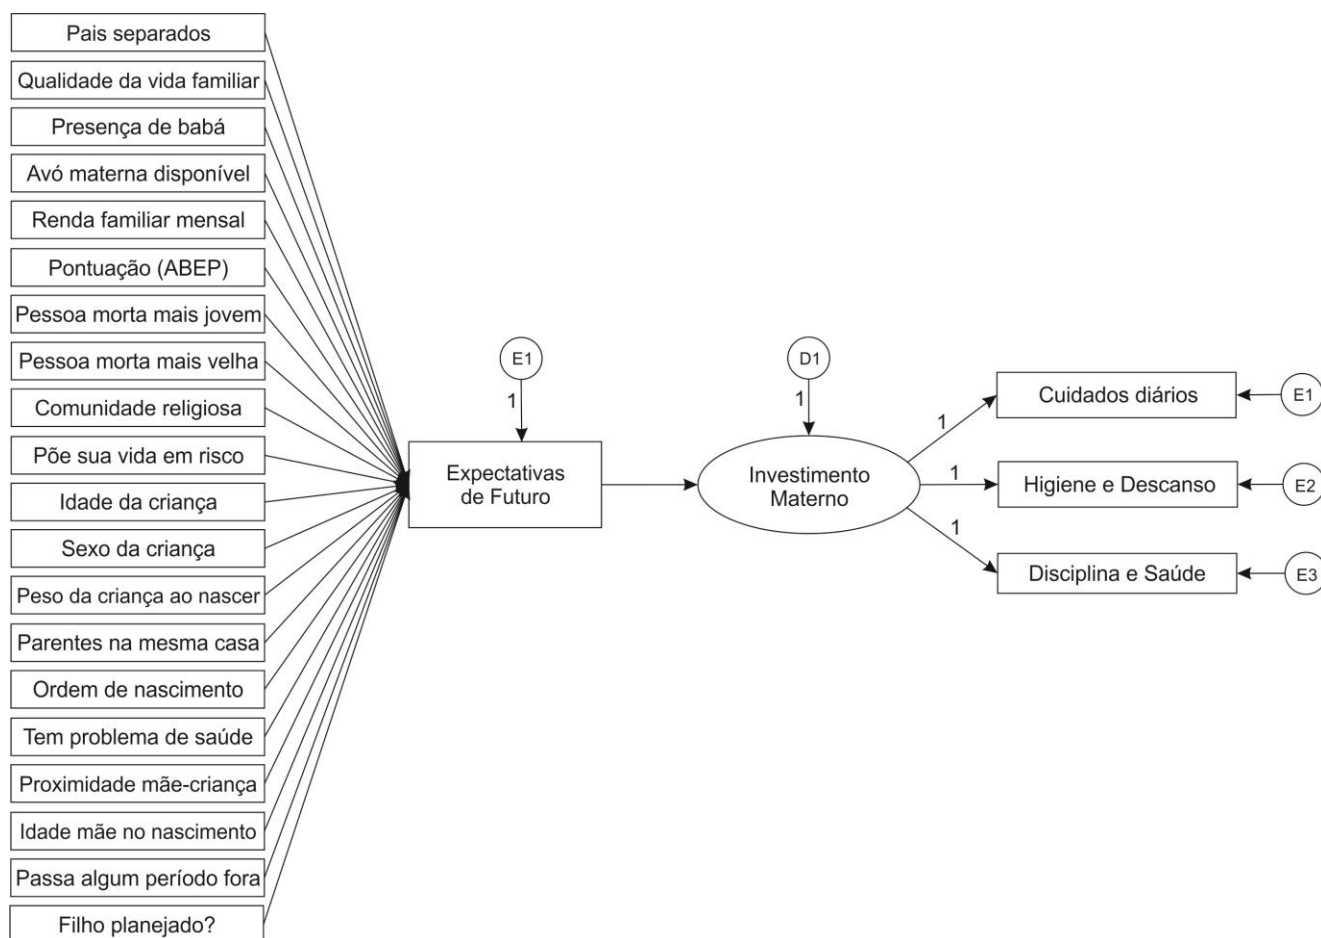 Pais separados
Qualidade da vida familiar
Presença de babá
Avó materna disponível
Renda familiar mensal
Pontuação (ABEP)
Pessoa morta mais jovem
Pessoa morta mais velha
Comunidade religiosa
Põe sua vida em risco
Idade da criança
Sexo da criança
Peso da criança ao nascer
Parentes na mesma casa
Ordem de nascimento
Tem problema de saúde
Proximidade mãe-criança
Idade mãe no nascimento
Passa algum período fora
Filho planejado?
E1
1
Expectativas
de Futuro
D1
1
Investimento
Materno
1
Cuidados diários
E1
1
Higiene e Descanso
E2
1
Disciplina e Saúde
E3